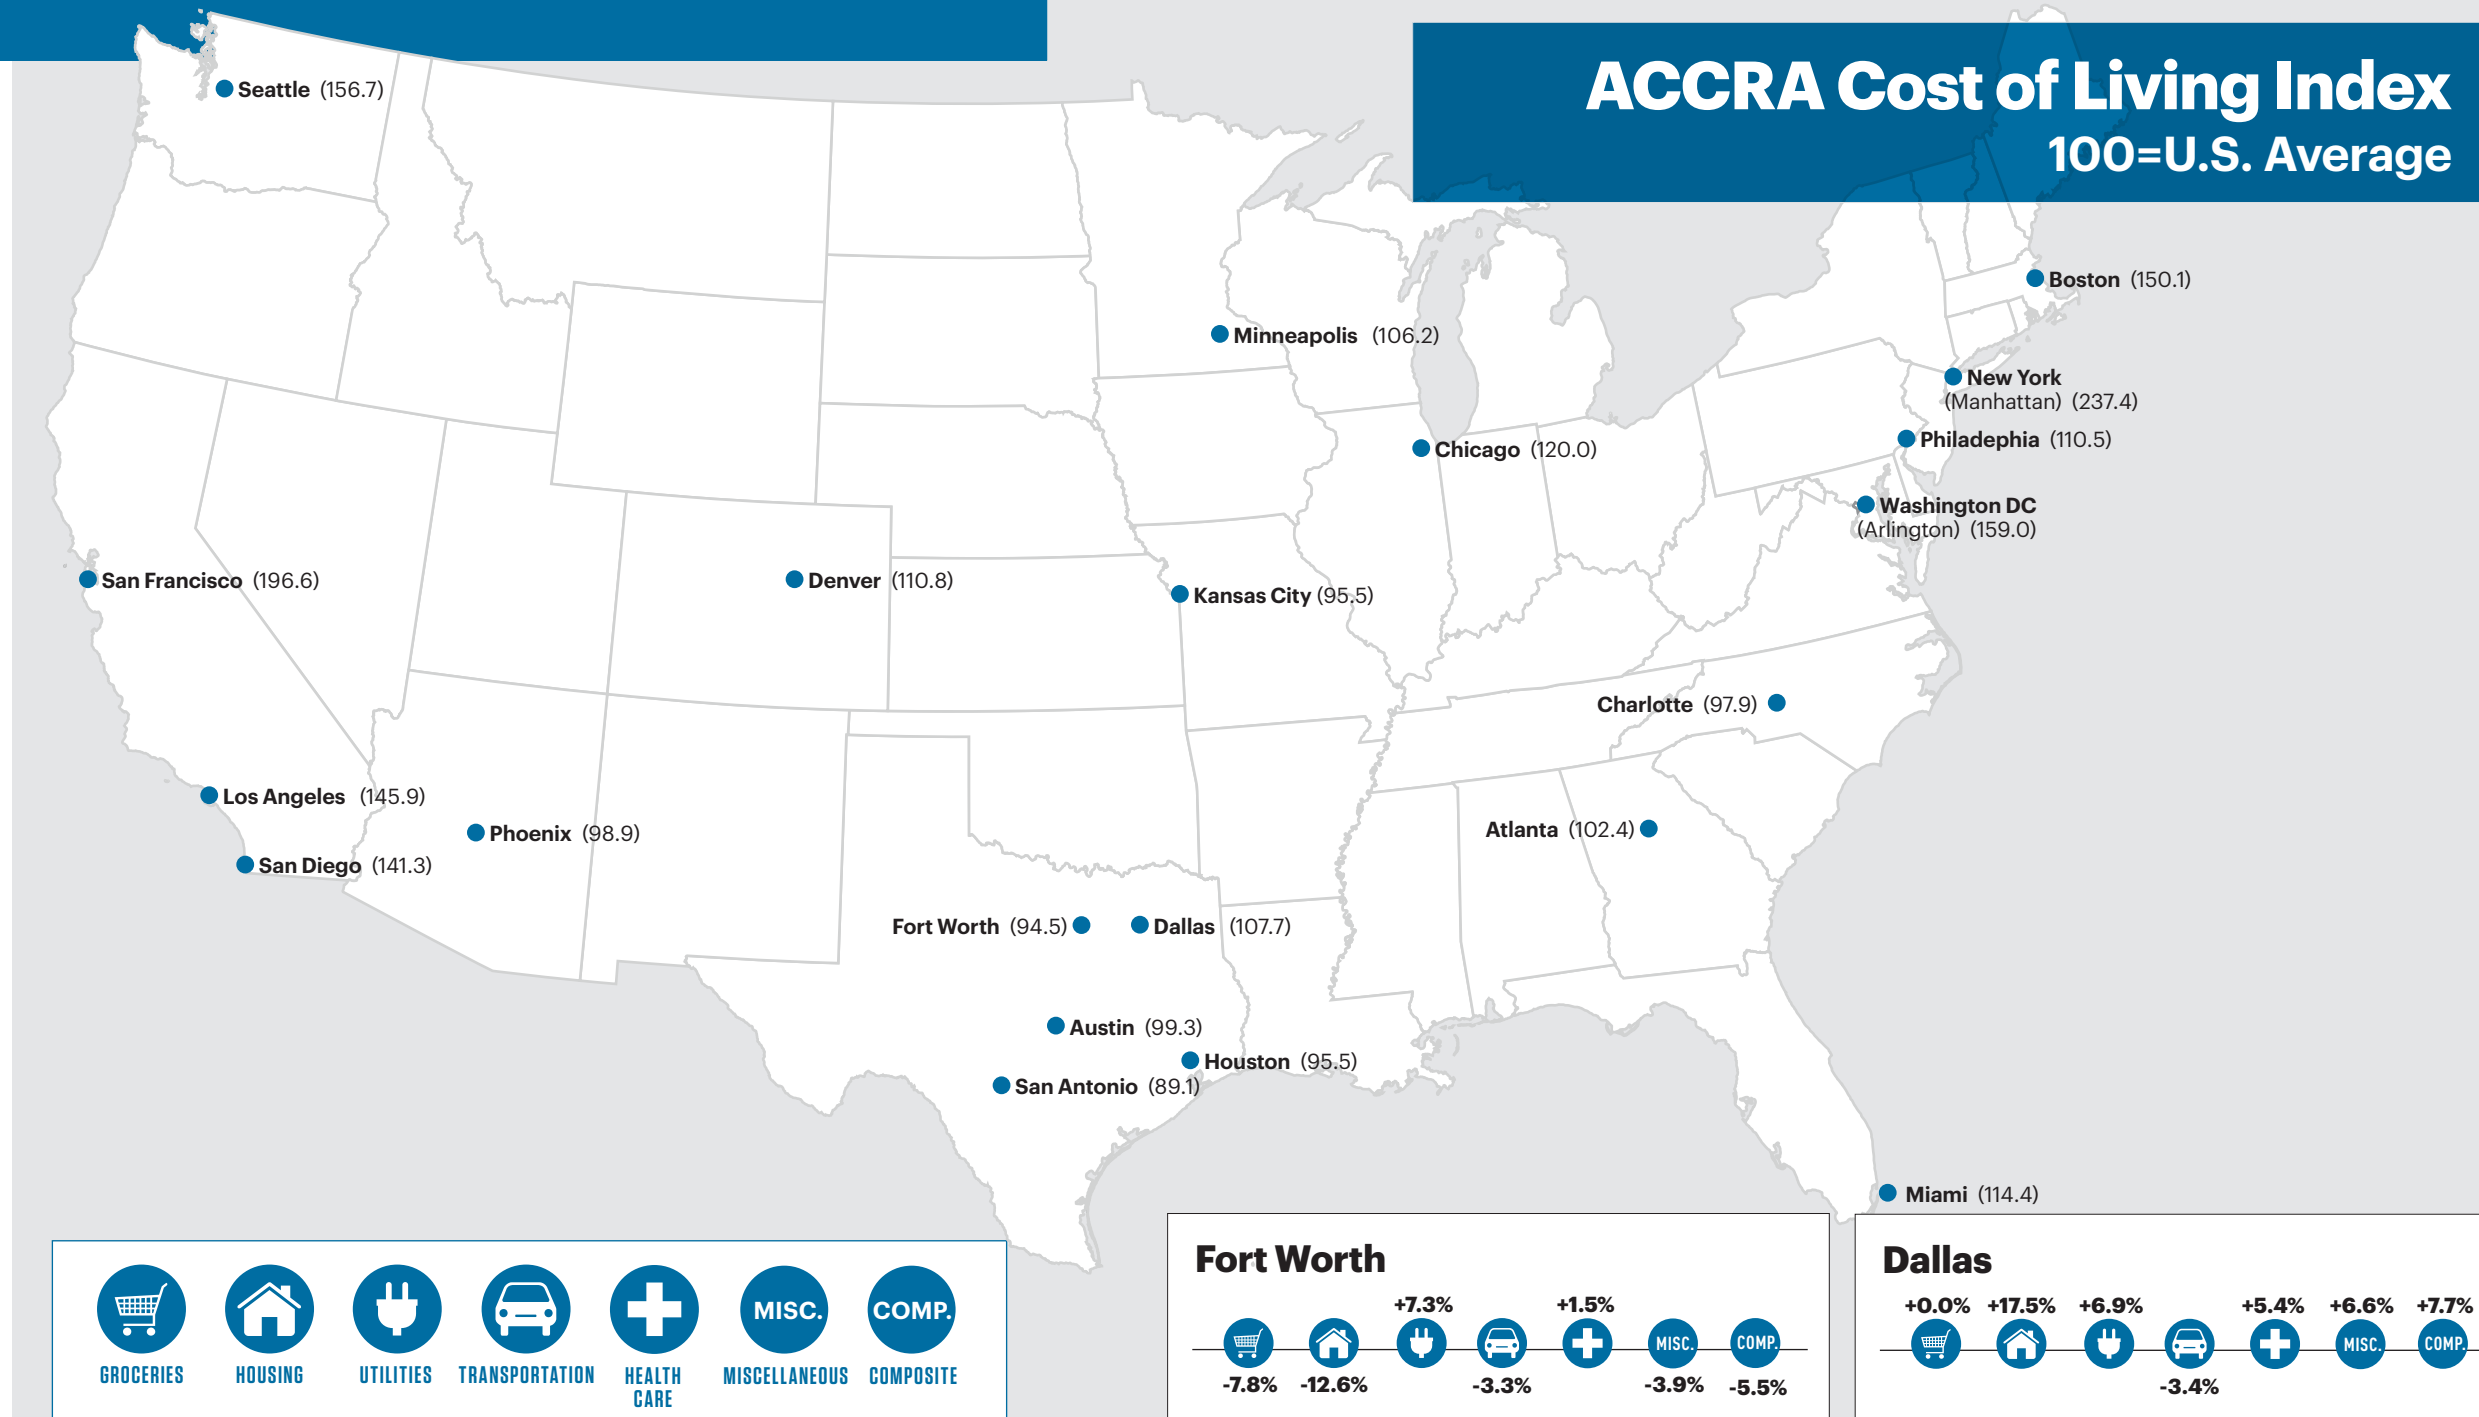 ACCRA Cost of Living Index
100=U.S. Average
Seattle (156.7)
Boston (150.1)
Minneapolis (106.2)
New York
(Manhattan) (237.4)
Philadephia (110.5)
Chicago (120.0)
Washington DC
(Arlington) (159.0)
San Francisco (196.6)
Denver (110.8)
Kansas City (95.5)
Charlotte (97.9)
Los Angeles (145.9)
Phoenix (98.9)
Atlanta (102.4)
San Diego (141.3)
Fort Worth (94.5)
Dallas (107.7)
Austin (99.3)
Houston (95.5)
San Antonio (89.1)
Miami (114.4)
MISC.
COMP.
GROCERIES
HOUSING
UTILITIES
TRANSPORTATION
HEALTH
CARE
MISCELLANEOUS
COMPOSITE
Fort Worth
+7.3% +1.5%
MISC. COMP.
-7.8% -12.6% -3.3% -3.9% -5.5%
Dallas
+0.0% +17.5% +6.9% +5.4% +6.6% +7.7%
MISC. COMP.
-3.4%